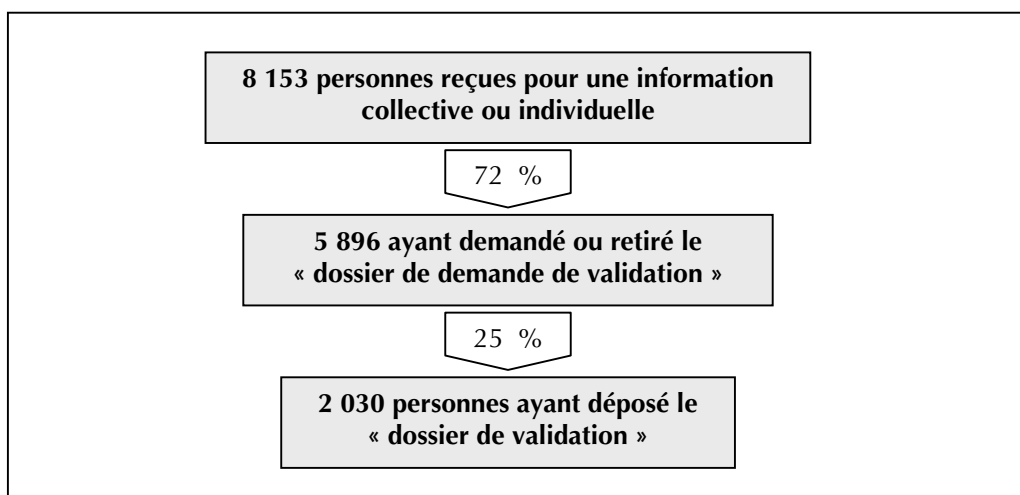 8 153 personnes reçues pour une information
collective ou individuelle
72 %
5 896 ayant demandé ou retiré le
« dossier de demande de validation »
25 %
2 030 personnes ayant déposé le
« dossier de validation »